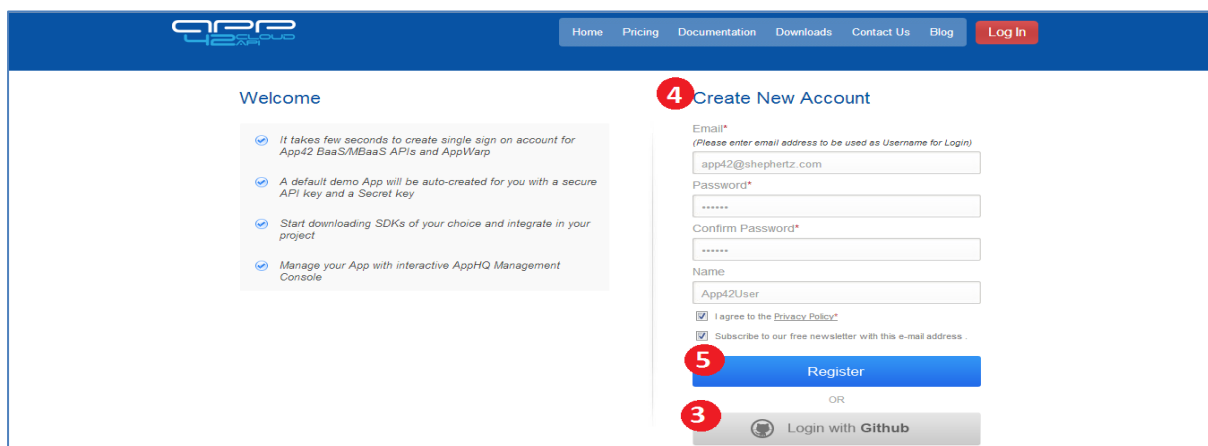 app
42 CLOUD API
Home Pricing Documentation Downloads Contact Us Blog Log In
Welcome
It takes few seconds to create single sign on account for
App42 BaaS/MBaaS APIs and AppWarp
A default demo App will be auto-created for you with a secure
API key and a Secret key
Start downloading SDKs of your choice and integrate in your
project
Manage your App with interactive AppHQ Management
Console
4 Create New Account
Email*
(Please enter email address to be used as Username for Login)
app42@shephertz.com
Password*
••••••
Confirm Password*
••••••
Name
App42User
I agree to the Privacy Policy*
Subscribe to our free newsletter with this e-mail address .
5
Register
OR
3
Login with Github